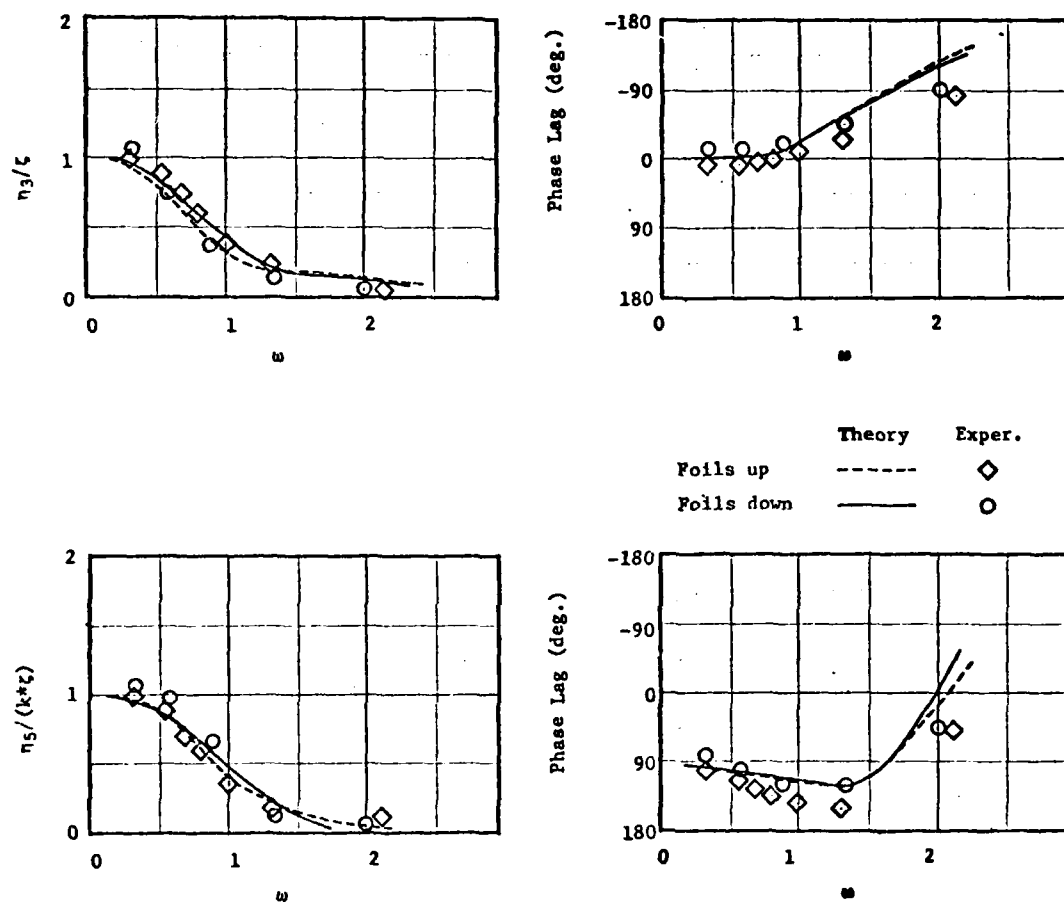 2
1
0
η3/ζ
0 1 2
ω
-180
-90
0
90
180
Phase Lag (deg.)
0 1 2
ω
Theory Exper.
Foils up
Foils down
2
1
0
η5/(k*ζ)
0 1 2
ω
-180
-90
0
90
180
Phase Lag (deg.)
0 1 2
ω